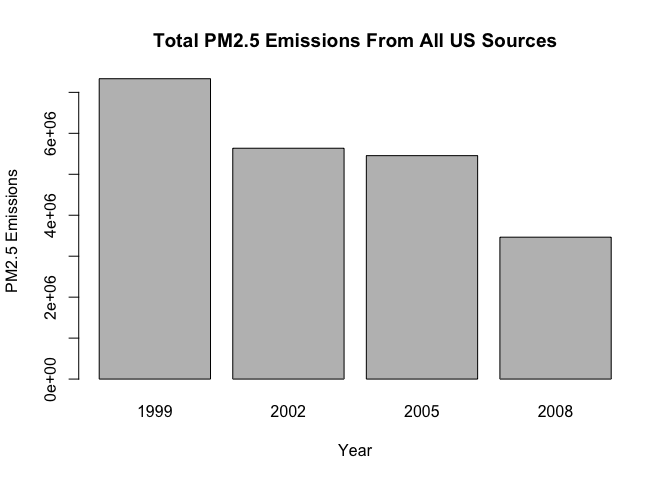 Total PM2.5 Emissions From All US Sources
PM2.5 Emissions
6e+06
4e+06
2e+06
0e+00
1999 2002 2005 2008
Year